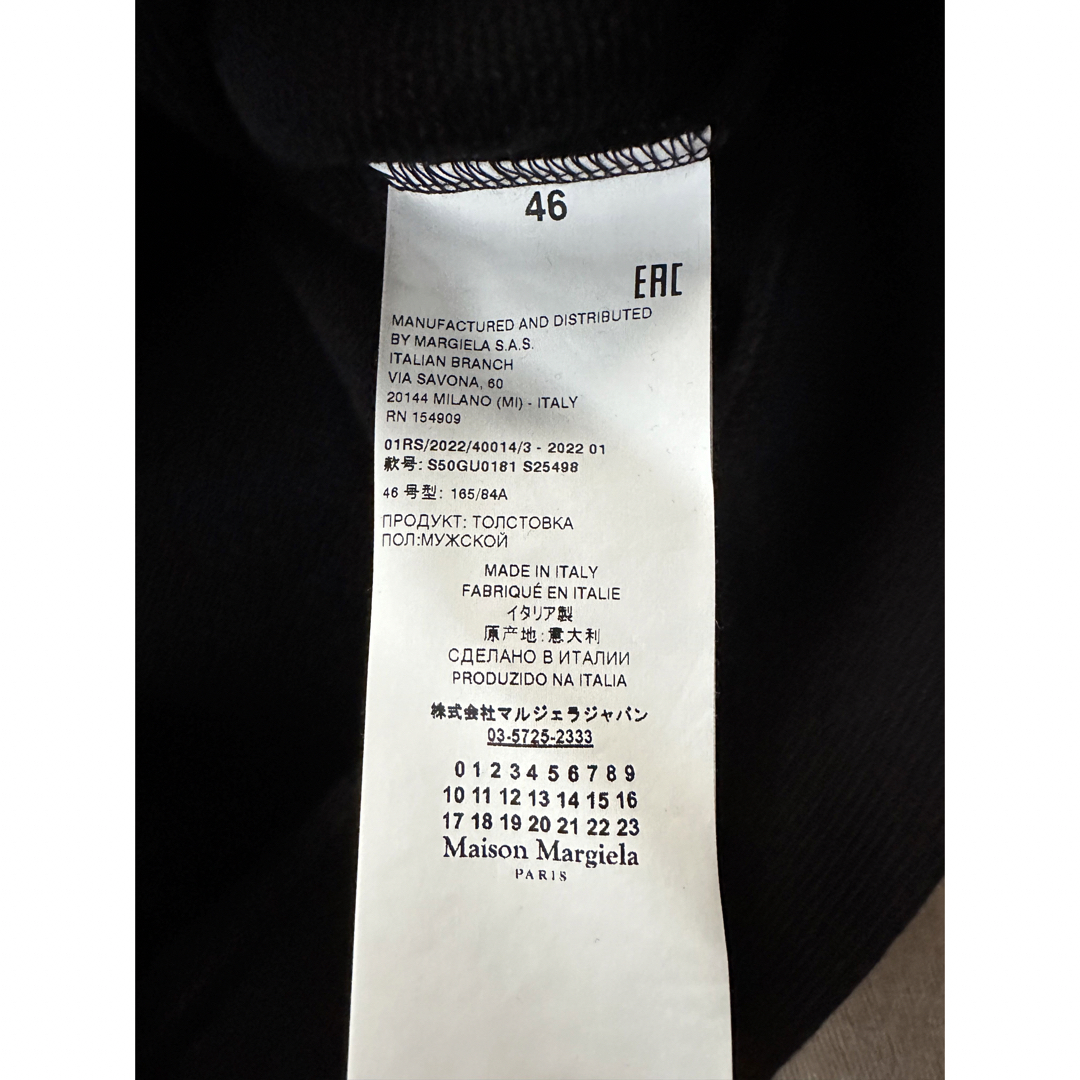 46
EAC
MANUFACTURED AND DISTRIBUTED
BY MARGIELA S.A.S.
ITALIAN BRANCH
VIA SAVONA, 60
20144 MILANO (MI) - ITALY
RN 154909
01RS/2022/40014/3 - 2022 01
款号: S50GU0181 S25498
46 号型: 165/84A
ПРОДУКТ: ТОЛСТОВКА
ПОЛ:МУЖСКОЙ
MADE IN ITALY
FABRIQUÉ EN ITALIE
イタリア製
原产地:意大利
СДЕЛАНО В ИТАЛИИ
PRODUZIDO NA ITALIA
株式会社マルジェラジャパン
03-5725-2333
0 1 2 3 4 5 6 7 8 9
10 11 12 13 14 15 16
17 18 19 20 21 22 23
Maison Margiela
PARIS